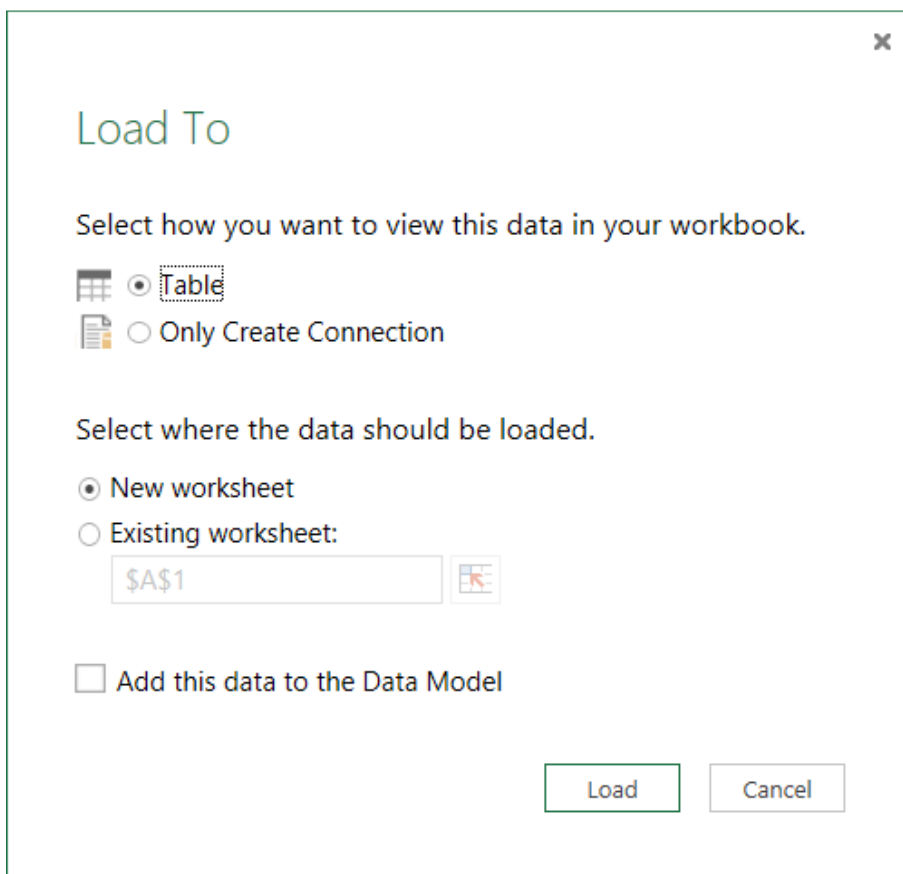 Load To
Select how you want to view this data in your workbook.
Table
Only Create Connection
Select where the data should be loaded.
New worksheet
Existing worksheet:
$A$1
Add this data to the Data Model
Load
Cancel